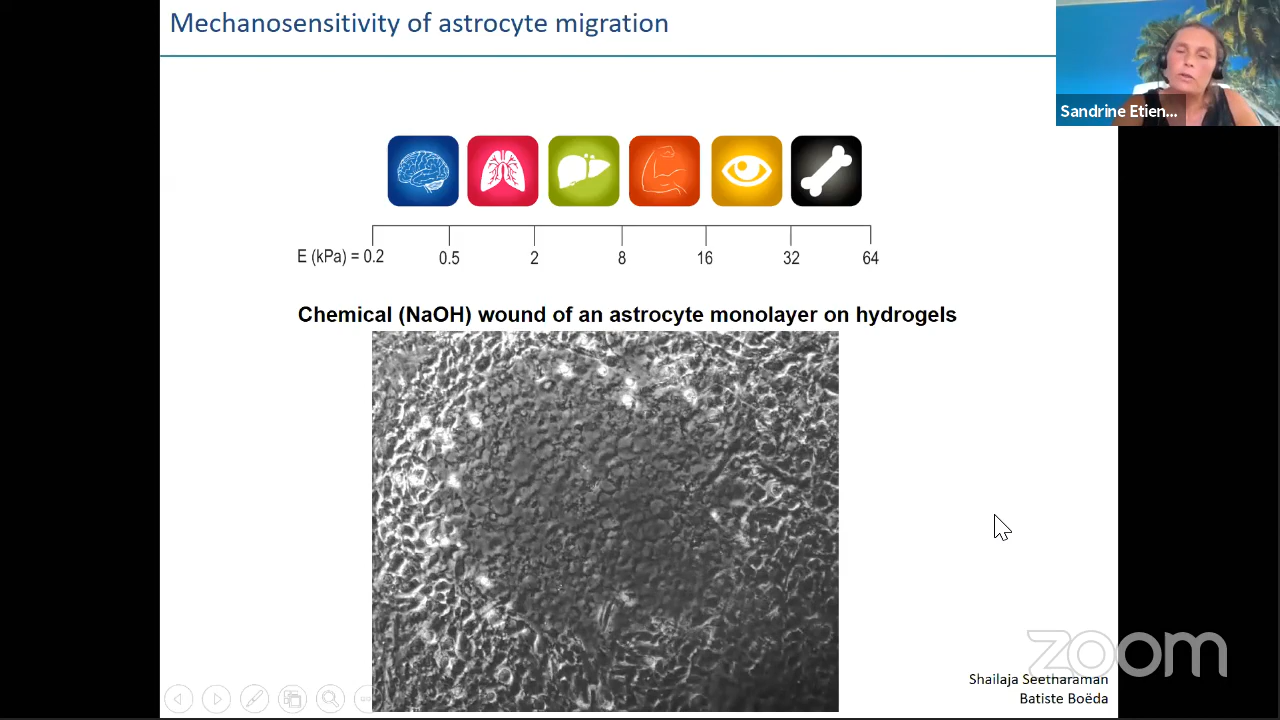 Mechanosensitivity of astrocyte migration
Sandrine Etien...
E (kPa) = 0.2 0.5 2 8 16 32 64
Chemical (NaOH) wound of an astrocyte monolayer on hydrogels
zoom
Shailaja Seetharaman
Batiste Boëda